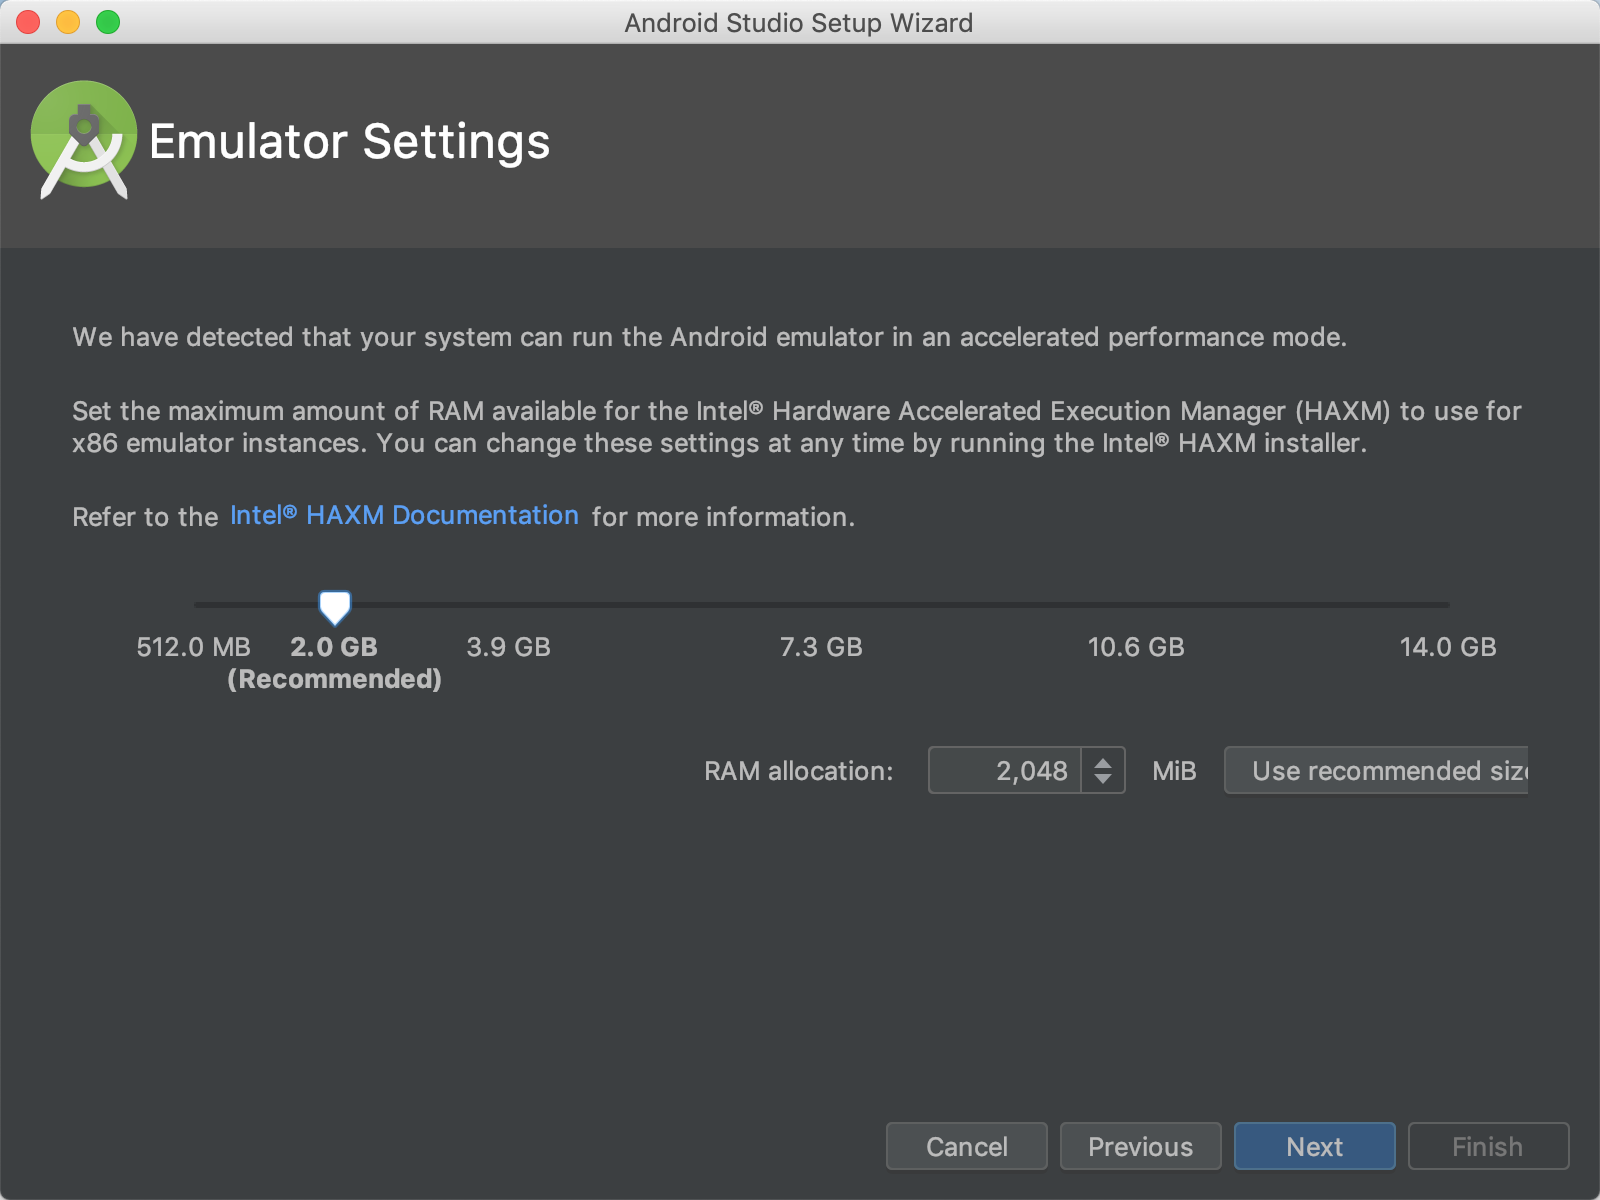 Android Studio Setup Wizard
Emulator Settings
We have detected that your system can run the Android emulator in an accelerated performance mode.
Set the maximum amount of RAM available for the Intel® Hardware Accelerated Execution Manager (HAXM) to use for
x86 emulator instances. You can change these settings at any time by running the Intel® HAXM installer.
Refer to the Intel® HAXM Documentation for more information.
512.0 MB 2.0 GB 3.9 GB 7.3 GB 10.6 GB 14.0 GB
(Recommended)
RAM allocation: 2,048 MiB Use recommended size
Cancel Previous Next Finish